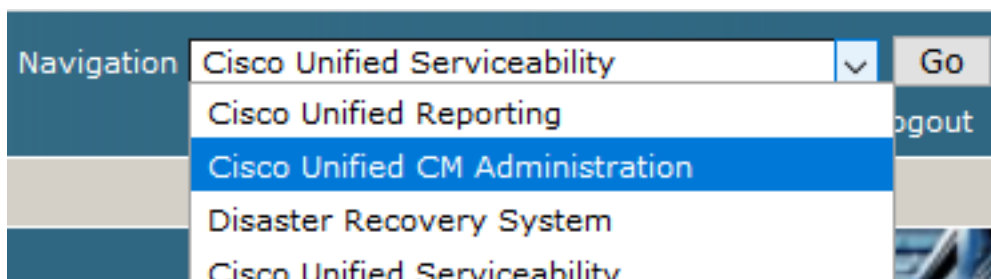 Navigation Cisco Unified Serviceability Go
Cisco Unified Reporting
ogout
Cisco Unified CM Administration
Disaster Recovery System
Cisco Unified Serviceability